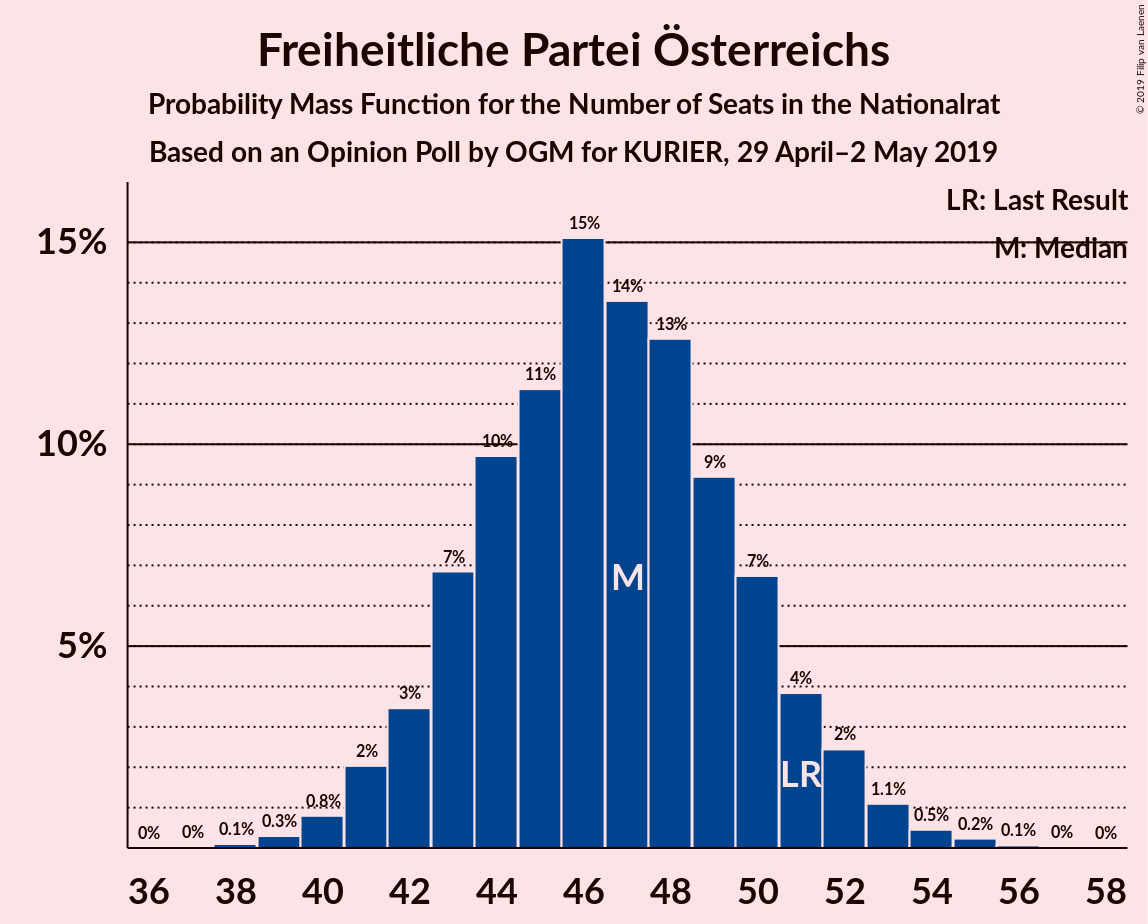 Freiheitliche Partei Österreichs
Probability Mass Function for the Number of Seats in the Nationalrat
Based on an Opinion Poll by OGM for KURIER, 29 April–2 May 2019
© 2019 Filip van Laenen
LR: Last Result
M: Median
15%
10%
5%
0%
0%
0.1%
0.3%
0.8%
2%
3%
7%
10%
11%
15%
14%
13%
9%
7%
4%
2%
1.1%
0.5%
0.2%
0.1%
0%
0%
M
LR
36 38 40 42 44 46 48 50 52 54 56 58